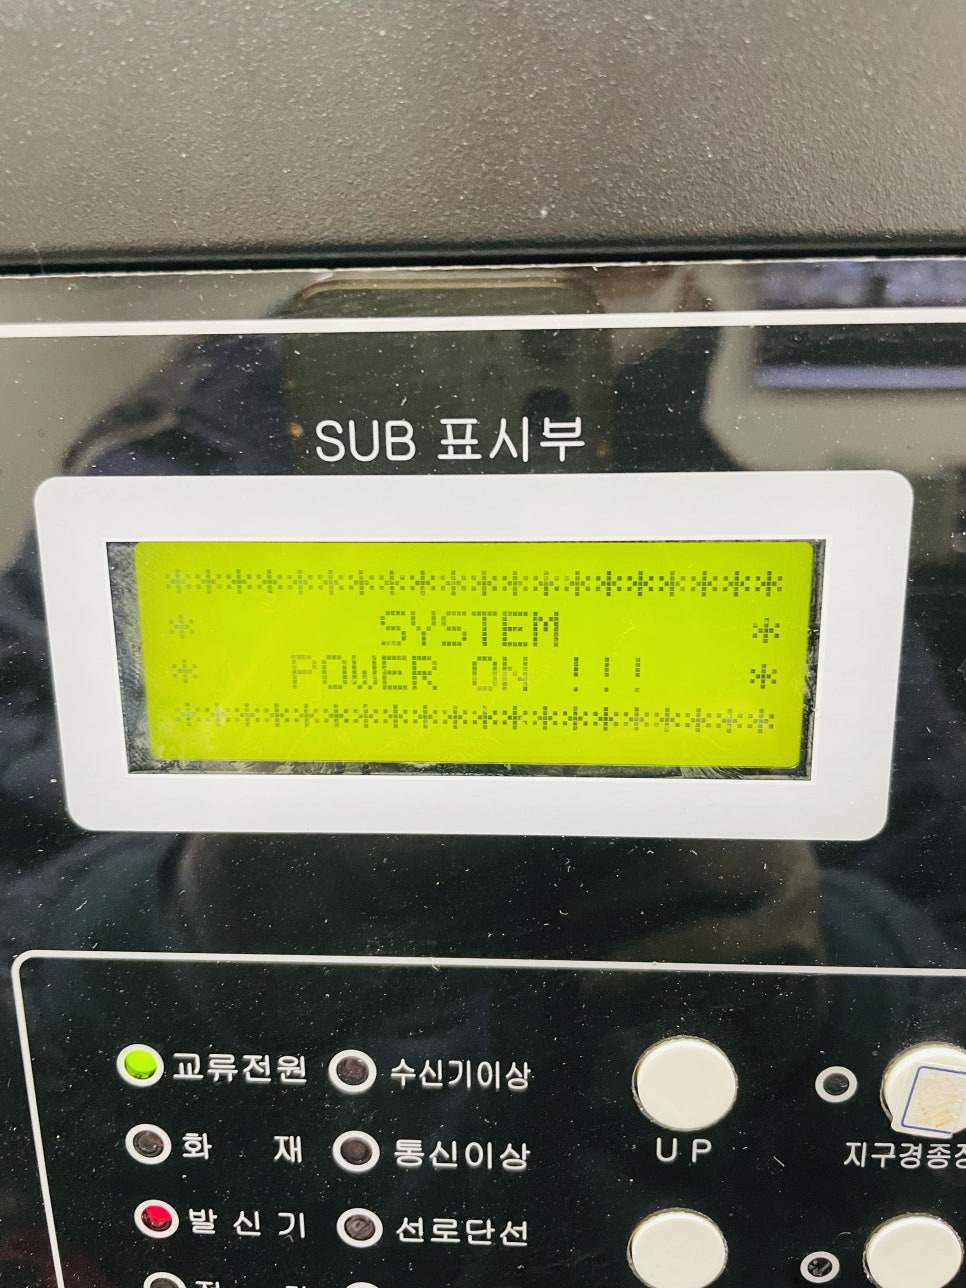 SUB 표시부
********************
* SYSTEM *
* POWER ON !!! *
********************
교류전원 수신기이상
화 재 통신이상 UP
발신기 선로단선